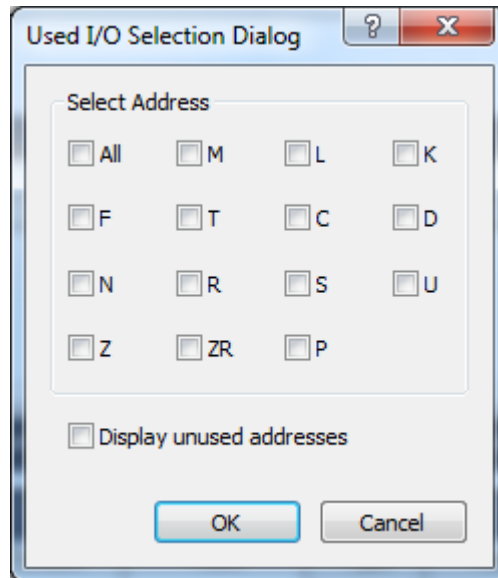 Used I/O Selection Dialog ? X
Select Address
All M L K
F T C D
N R S U
Z ZR P
Display unused addresses
OK Cancel